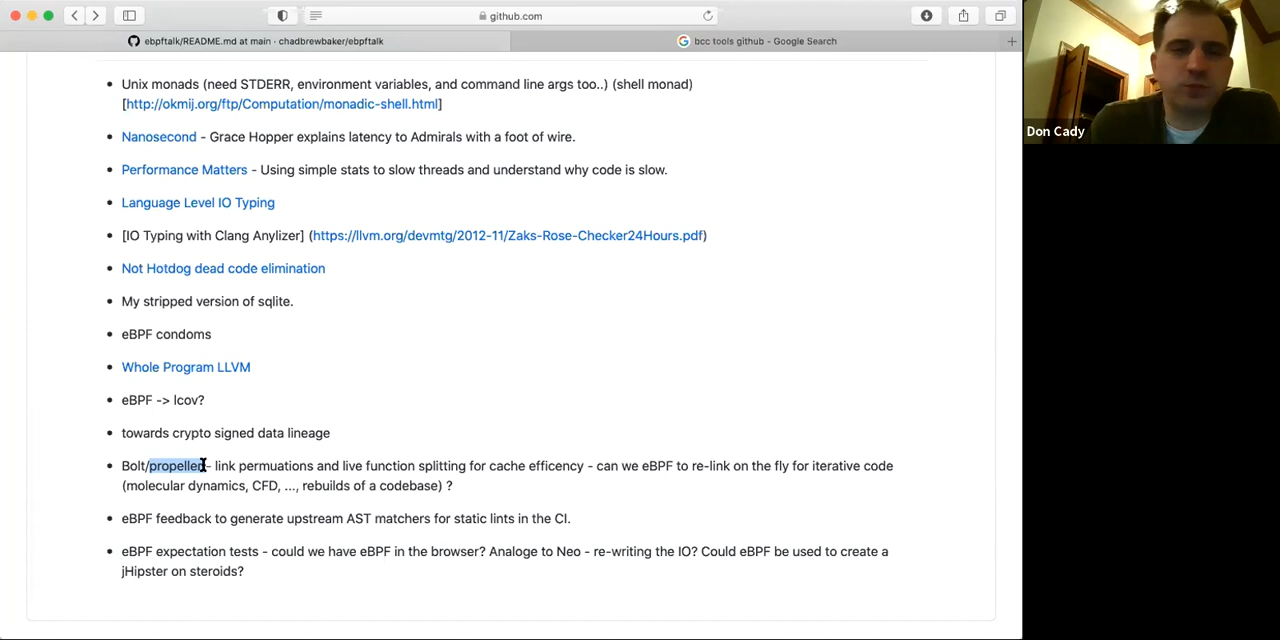 github.com
ebpftalk/README.md at main · chadbrewbaker/ebpftalk
bcc tools github - Google Search
Unix monads (need STDERR, environment variables, and command line args too..) (shell monad)
[http://okmij.org/ftp/Computation/monadic-shell.html]
Nanosecond - Grace Hopper explains latency to Admirals with a foot of wire.
Performance Matters - Using simple stats to slow threads and understand why code is slow.
Language Level IO Typing
[IO Typing with Clang Anylizer] (https://llvm.org/devmtg/2012-11/Zaks-Rose-Checker24Hours.pdf)
Not Hotdog dead code elimination
My stripped version of sqlite.
eBPF condoms
Whole Program LLVM
eBPF -> lcov?
towards crypto signed data lineage
Bolt/propeller - link permuations and live function splitting for cache efficency - can we eBPF to re-link on the fly for iterative code
(molecular dynamics, CFD, ..., rebuilds of a codebase) ?
eBPF feedback to generate upstream AST matchers for static lints in the CI.
eBPF expectation tests - could we have eBPF in the browser? Analoge to Neo - re-writing the IO? Could eBPF be used to create a
jHipster on steroids?
Don Cady